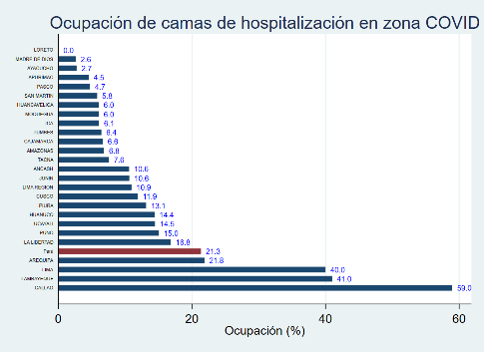 Ocupación de camas de hospitalización en zona COVID
LORETO 0.0
MADRE DE DIOS 2.6
AYACUCHO 2.7
APURIMAC 4.5
PASCO 4.7
SAN MARTIN 5.8
HUANCAVELICA 6.0
MOQUEGUA 6.0
ICA 6.1
TUMBES 6.4
CAJAMARCA 6.6
AMAZONAS 6.8
TACNA 7.6
ANCASH 10.6
JUNIN 10.6
LIMA REGION 10.9
CUSCO 11.9
PIURA 13.1
HUANUCO 14.4
UCAYALI 14.5
PUNO 15.0
LA LIBERTAD 16.8
Perú 21.3
AREQUIPA 21.8
LIMA 40.0
LAMBAYEQUE 41.0
CALLAO 59.0
0 20 40 60
Ocupación (%)